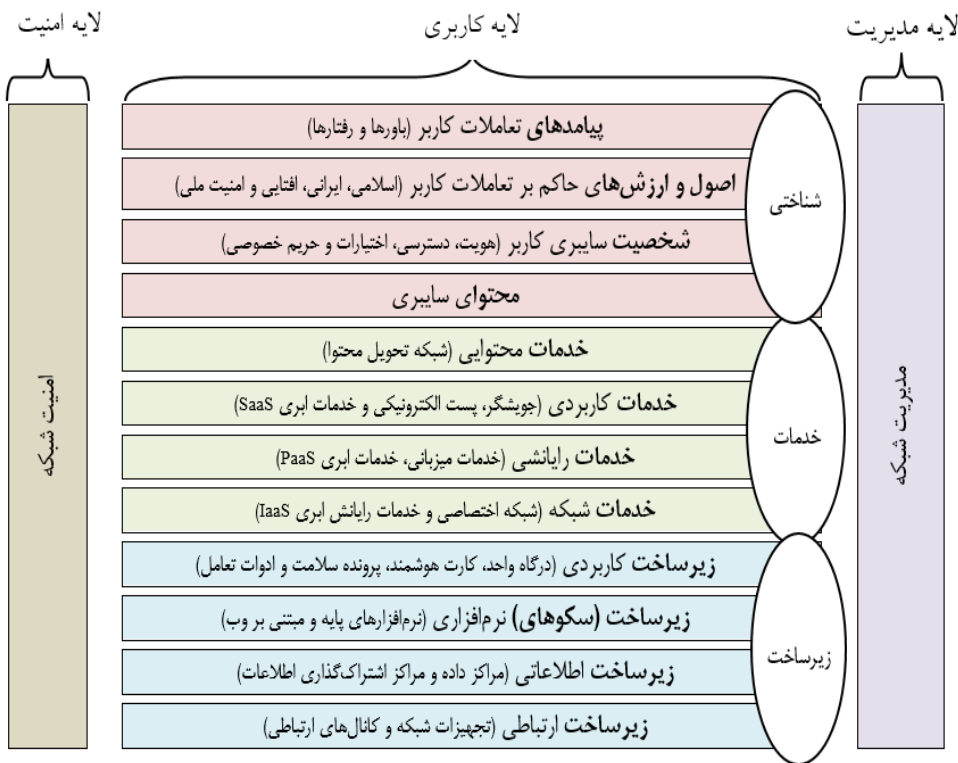 لایه مدیریت
لایه کاربری
لایه امنیت
مدیریت شبکه
شناختی
پیامدهای تعاملات کاربر (باورها و رفتارها)
اصول و ارزش‌های حاکم بر تعاملات کاربر (اسلامی، ایرانی، افتایی و امنیت ملی)
شخصیت سایبری کاربر (هویت، دسترسی، اختیارات و حریم خصوصی)
محتوای سایبری
خدمات
خدمات محتوایی (شبکه تحویل محتوا)
خدمات کاربردی (جویشگر، پست الکترونیکی و خدمات ابری SaaS)
خدمات رایانشی (خدمات میزبانی، خدمات ابری PaaS)
خدمات شبکه (شبکه اختصاصی و خدمات رایانش ابری IaaS)
زیرساخت
زیرساخت کاربردی (درگاه واحد، کارت هوشمند، پرونده سلامت و ادوات تعامل)
زیرساخت (سکوهای) نرم‌افزاری (نرم‌افزارهای پایه و مبتنی بر وب)
زیرساخت اطلاعاتی (مراکز داده و مراکز اشتراک‌گذاری اطلاعات)
زیرساخت ارتباطی (تجهیزات شبکه و کانال‌های ارتباطی)
امنیت شبکه